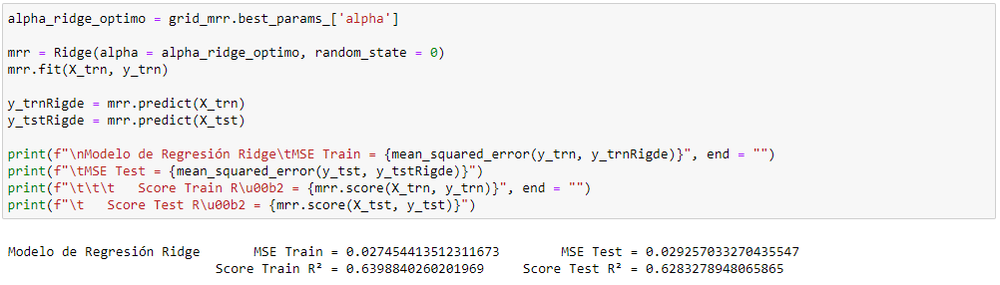 alpha_ridge_optimo = grid_mrr.best_params_['alpha']
mrr = Ridge(alpha = alpha_ridge_optimo, random_state = 0)
mrr.fit(X_trn, y_trn)
y_trnRigde = mrr.predict(X_trn)
y_tstRigde = mrr.predict(X_tst)
print(f"\nModelo de Regresión Ridge\tMSE Train = {mean_squared_error(y_trn, y_trnRigde)}", end = "")
print(f"\tMSE Test = {mean_squared_error(y_tst, y_tstRigde)}")
print(f"\t\t\t   Score Train R\u00b2 = {mrr.score(X_trn, y_trn)}", end = "")
print(f"\t   Score Test R\u00b2 = {mrr.score(X_tst, y_tst)}")
Modelo de Regresión Ridge       MSE Train = 0.027454413512311673        MSE Test = 0.029257033270435547
Score Train R² = 0.6398840260201969     Score Test R² = 0.6283278948065865